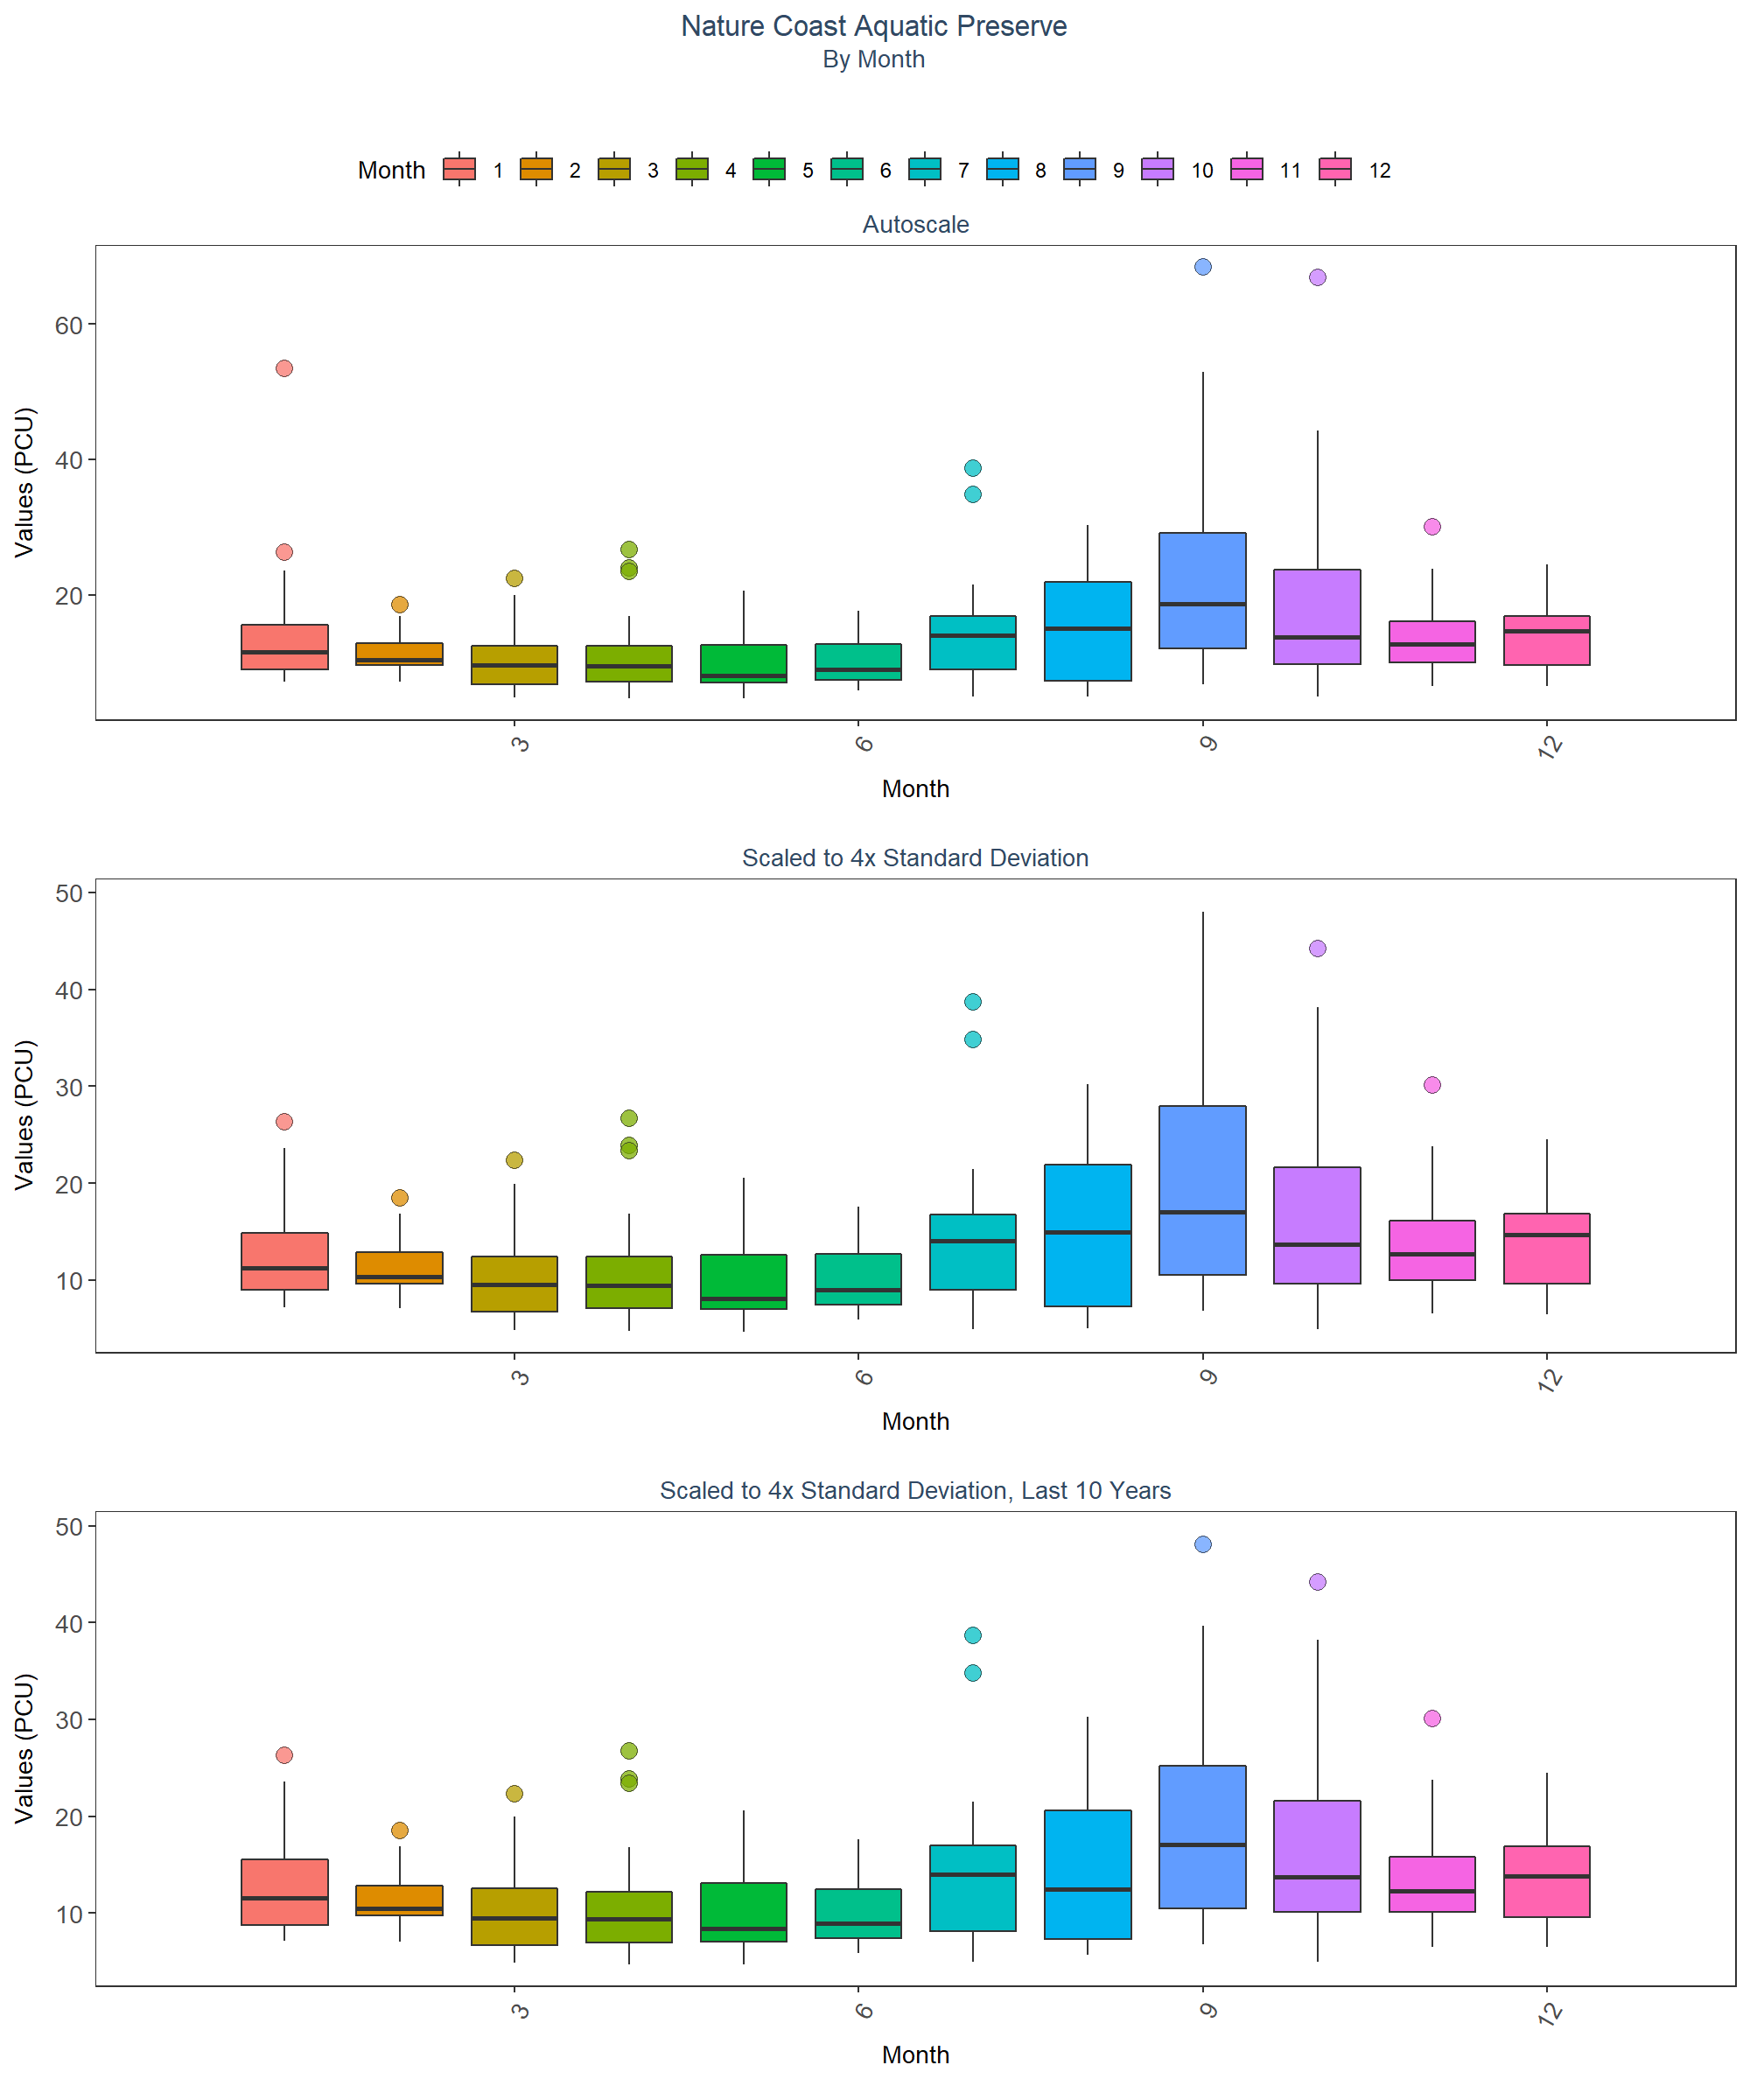 Nature Coast Aquatic Preserve
By Month
Month 1 2 3 4 5 6 7 8 9 10 11 12
Autoscale
Values (PCU)
60
40
20
3 6 9 12
Month
Scaled to 4x Standard Deviation
Values (PCU)
50
40
30
20
10
3 6 9 12
Month
Scaled to 4x Standard Deviation, Last 10 Years
Values (PCU)
50
40
30
20
10
3 6 9 12
Month